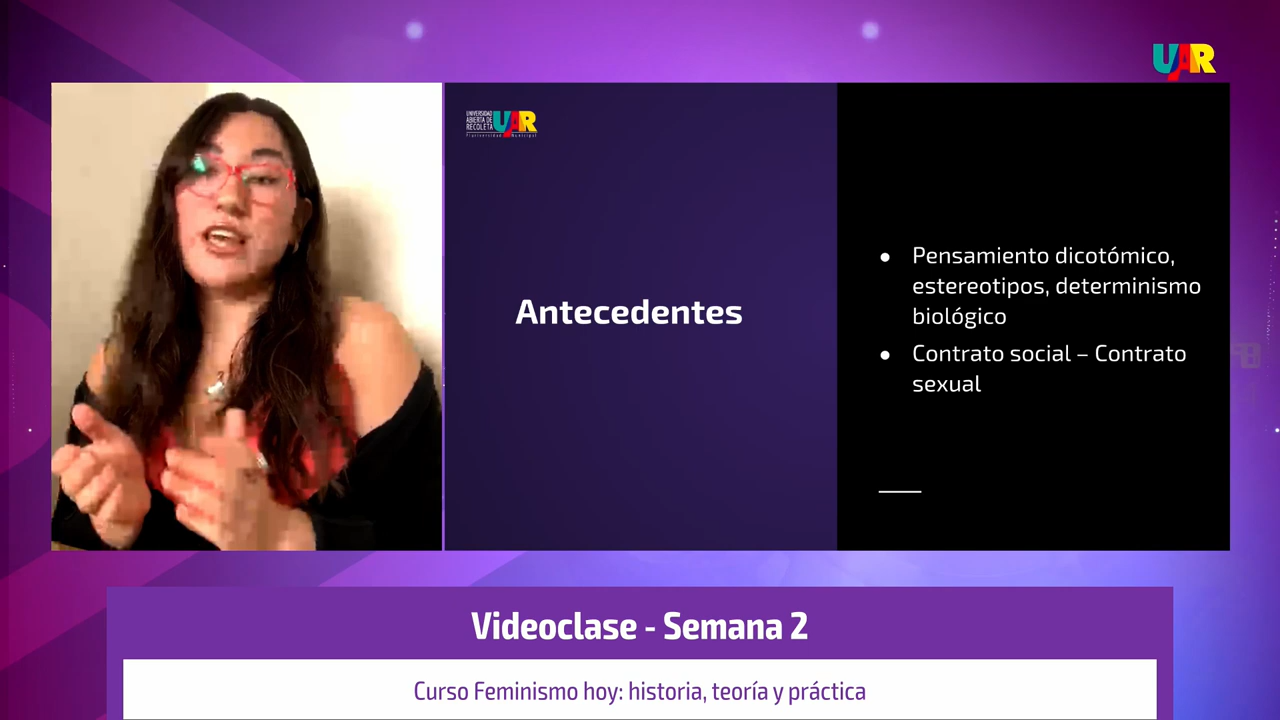 UAR
UNIVERSIDAD
ABIERTA DE
RECOLETA
UAR
Antecedentes
● Pensamiento dicotómico,
estereotipos, determinismo
biológico
● Contrato social – Contrato
sexual
Videoclase - Semana 2
Curso Feminismo hoy: historia, teoría y práctica